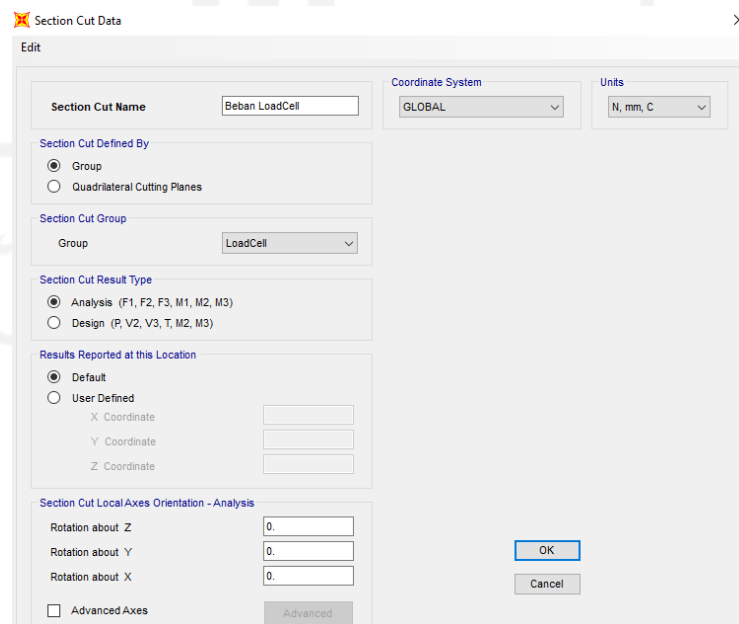 Section Cut Data
Edit
Section Cut Name
Beban LoadCell
Coordinate System
GLOBAL
Units
N, mm, C
Section Cut Defined By
Group
Quadrilateral Cutting Planes
Section Cut Group
Group
LoadCell
Section Cut Result Type
Analysis (F1, F2, F3, M1, M2, M3)
Design (P, V2, V3, T, M2, M3)
Results Reported at this Location
Default
User Defined
X Coordinate
Y Coordinate
Z Coordinate
Section Cut Local Axes Orientation - Analysis
Rotation about Z
0.
Rotation about Y
0.
Rotation about X
0.
Advanced Axes
Advanced
OK
Cancel